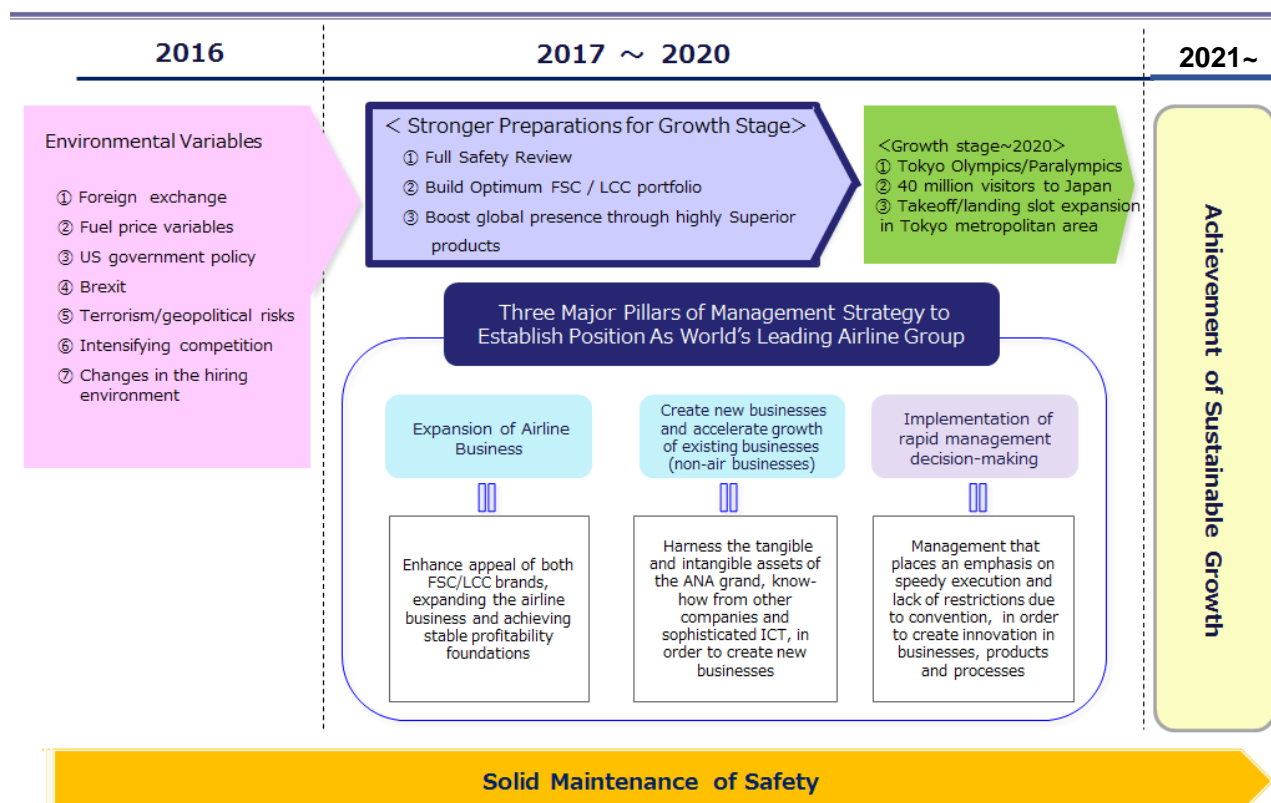 2016
2017 ～ 2020
2021~
Environmental Variables
① Foreign exchange
② Fuel price variables
③ US government policy
④ Brexit
⑤ Terrorism/geopolitical risks
⑥ Intensifying competition
⑦ Changes in the hiring
environment
＜ Stronger Preparations for Growth Stage＞
① Full Safety Review
② Build Optimum FSC / LCC portfolio
③ Boost global presence through highly Superior
products
＜Growth stage~2020＞
① Tokyo Olympics/Paralympics
② 40 million visitors to Japan
③ Takeoff/landing slot expansion
in Tokyo metropolitan area
Three Major Pillars of Management Strategy to
Establish Position As World's Leading Airline Group
Expansion of Airline
Business
Enhance appeal of both
FSC/LCC brands,
expanding the airline
business and achieving
stable profitability
foundations
Create new businesses
and accelerate growth
of existing businesses
(non-air businesses)
Harness the tangible
and intangible assets of
the ANA grand, know-
how from other
companies and
sophisticated ICT, in
order to create new
businesses
Implementation of
rapid management
decision-making
Management that
places an emphasis on
speedy execution and
lack of restrictions due
to convention, in order
to create innovation in
businesses, products
and processes
Achievement of Sustainable Growth
Solid Maintenance of Safety